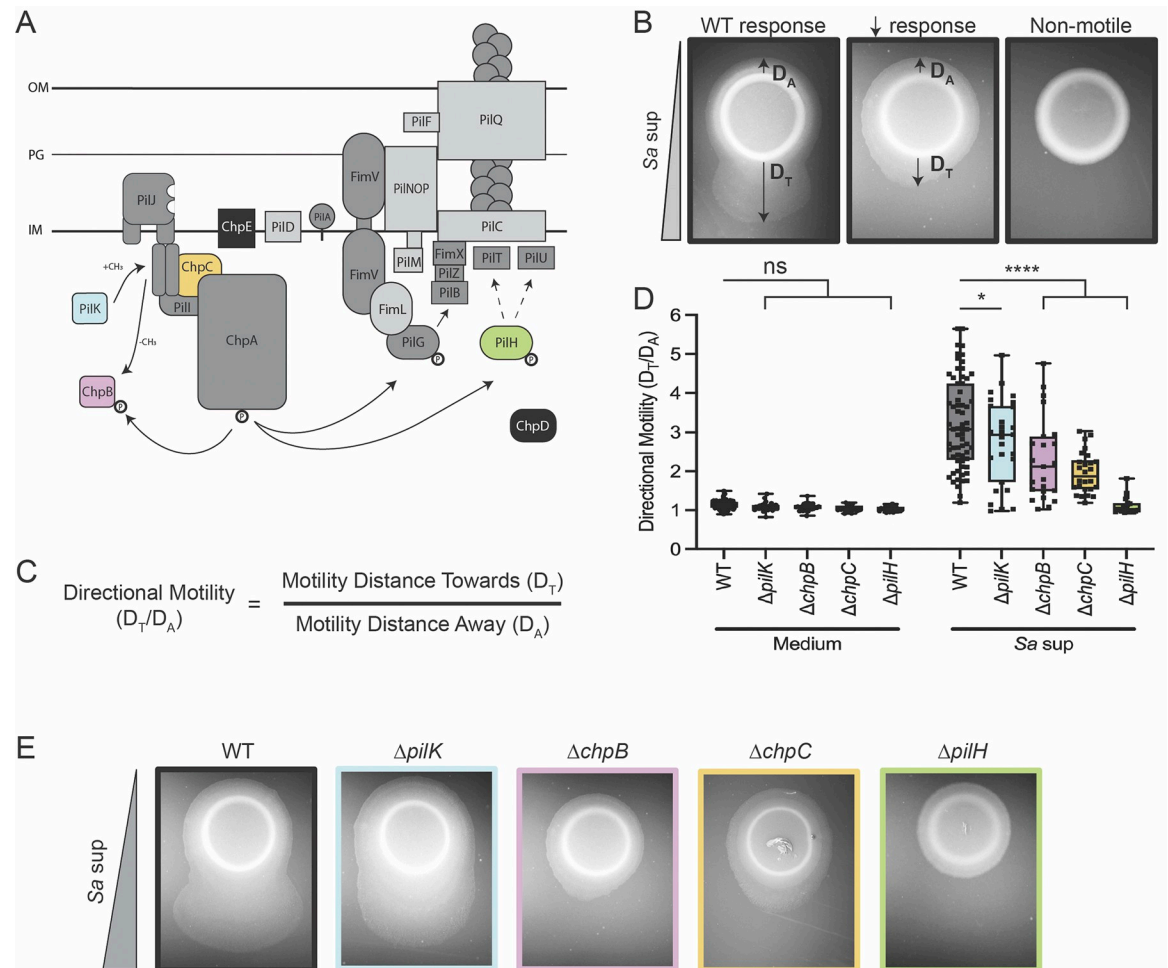 A
OM
PG
IM
PilJ
ChpE
PilD
PilA
FimV
PilNOP
PilF
PilQ
PilC
PilM
FimX
PilZ
PilB
PilT
PilU
+CH₃
ChpC
PilK
PilI
-CH₃
ChpA
FimV
FimL
PilG
P
PilH
P
ChpB
P
P
ChpD
B
WT response
↓ response
Non-motile
Sa sup
D_A
D_T
D_A
D_T
C
Directional Motility
(D_T/D_A)
=
Motility Distance Towards (D_T)
Motility Distance Away (D_A)
D
ns
****
*
Directional Motility (D_T/D_A)
6
5
4
3
2
1
0
WT
ΔpilK
ΔchpB
ΔchpC
ΔpilH
WT
ΔpilK
ΔchpB
ΔchpC
ΔpilH
Medium
Sa sup
E
WT
ΔpilK
ΔchpB
ΔchpC
ΔpilH
Sa sup